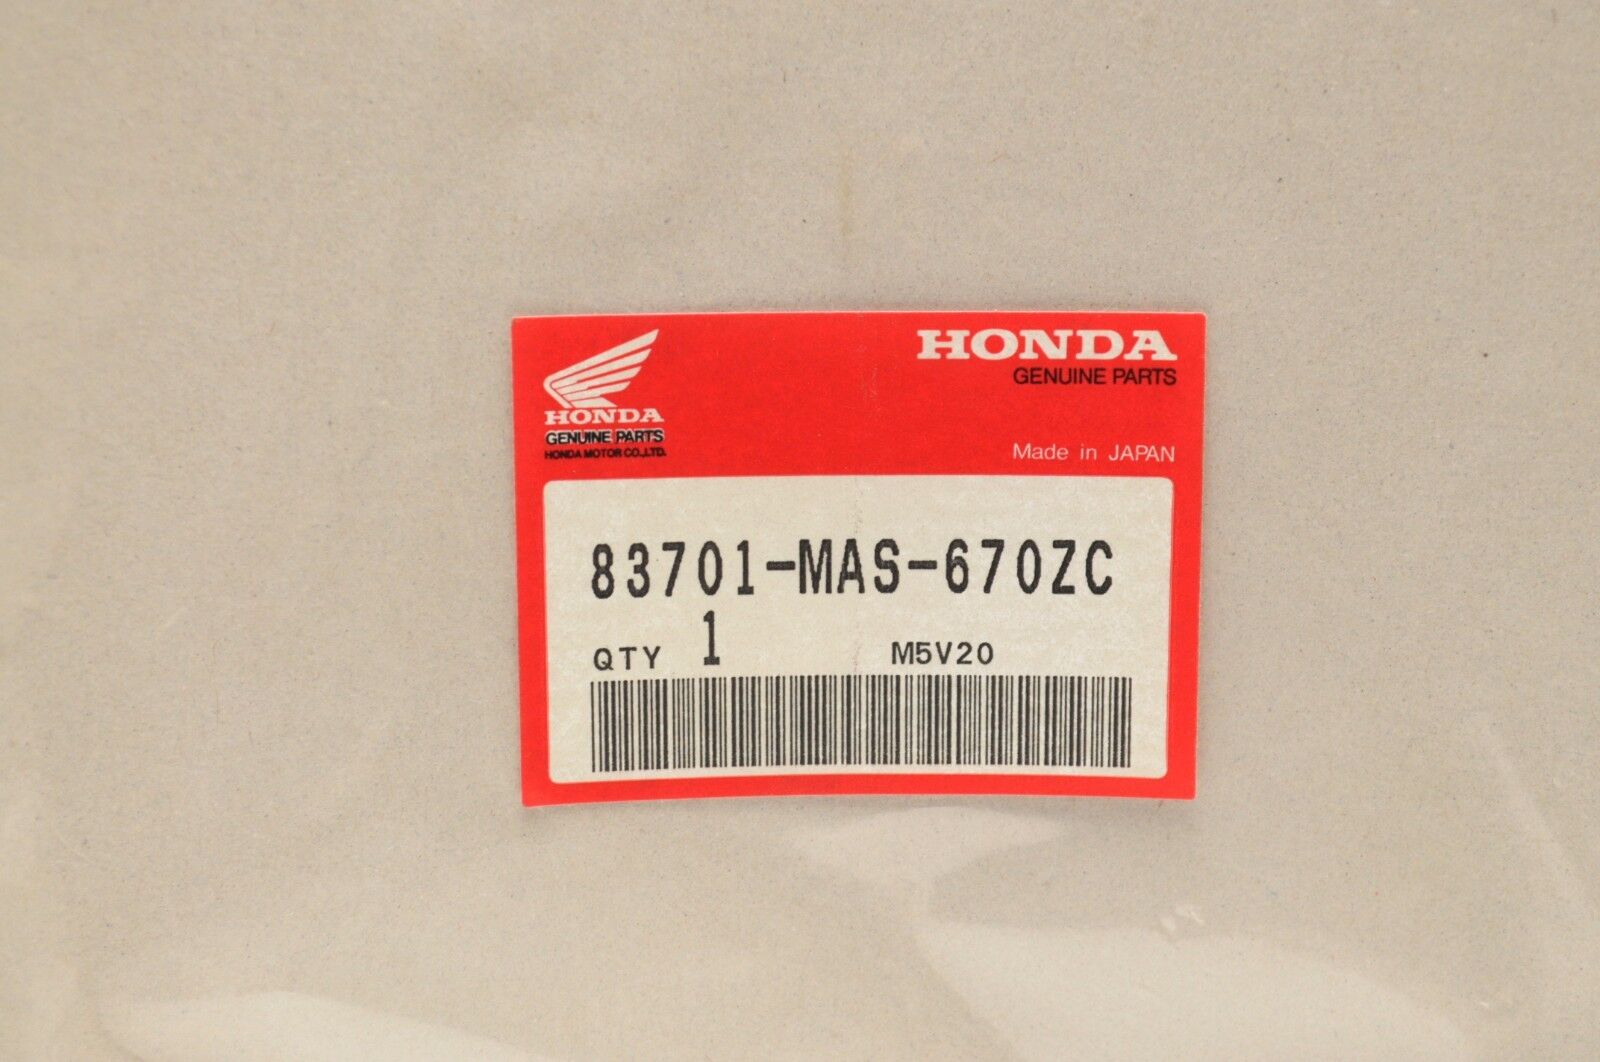 HONDA
GENUINE PARTS
HONDA MOTOR CO.,LTD.
HONDA
GENUINE PARTS
Made in JAPAN
83701-MAS-670ZC
QTY 1 M5V20